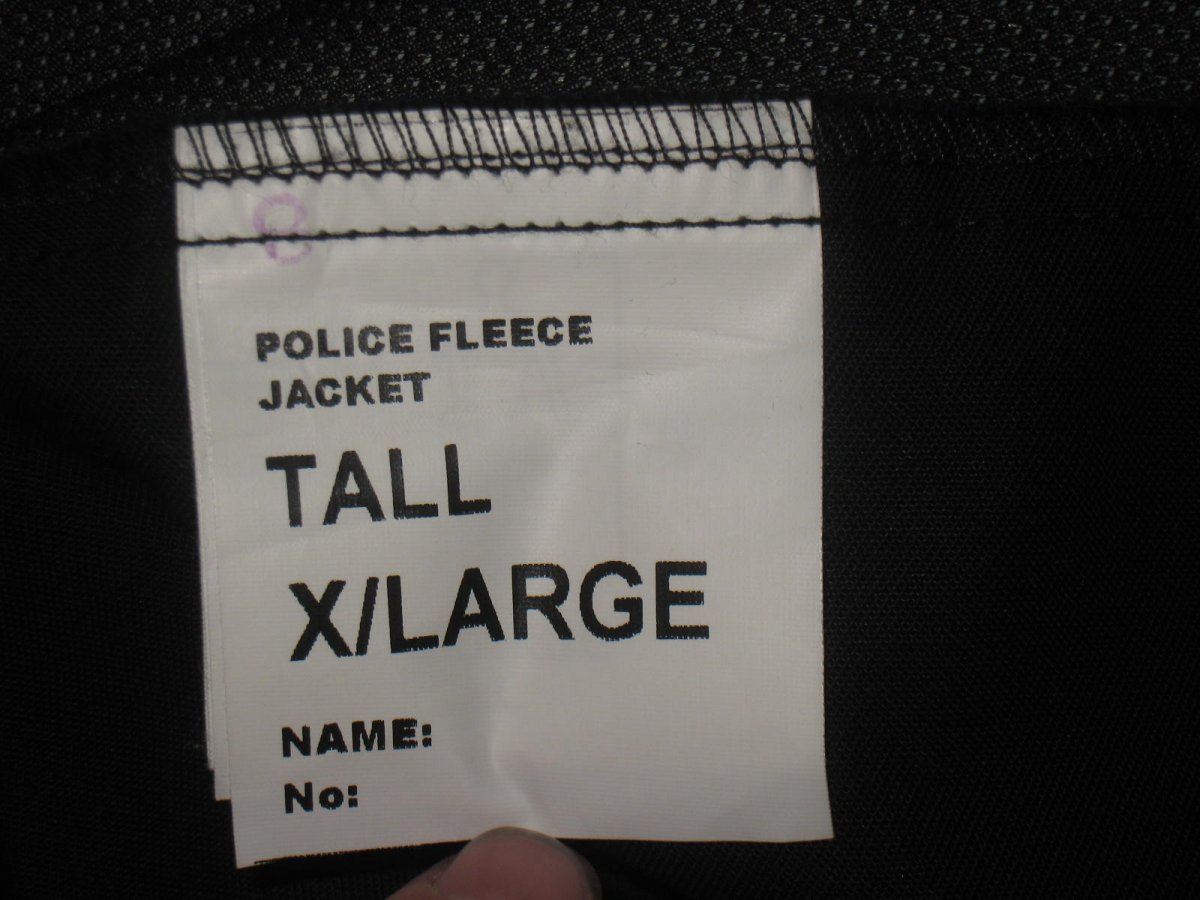 POLICE FLEECE
JACKET
TALL
X/LARGE
NAME:
No: